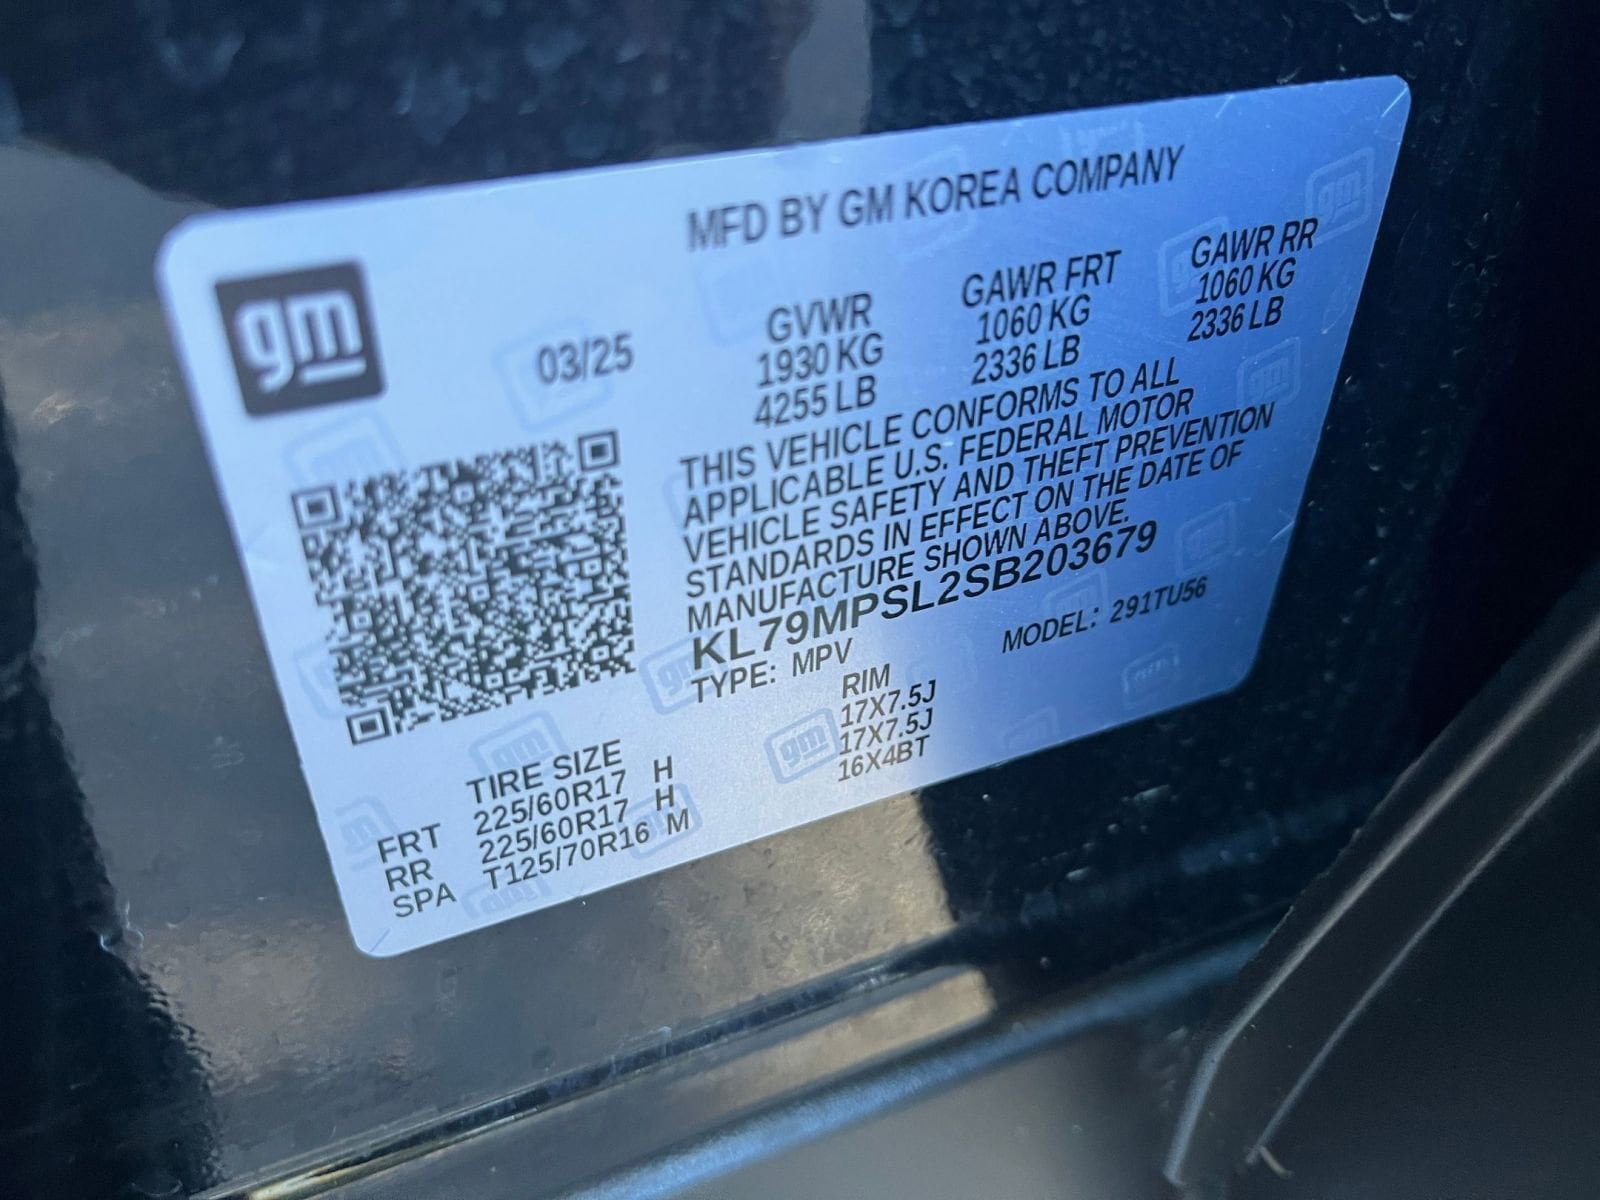 MFD BY GM KOREA COMPANY
gm
03/25
GVWR
1930 KG
4255 LB
GAWR FRT
1060 KG
2336 LB
GAWR RR
1060 KG
2336 LB
THIS VEHICLE CONFORMS TO ALL
APPLICABLE U.S. FEDERAL MOTOR
VEHICLE SAFETY AND THEFT PREVENTION
STANDARDS IN EFFECT ON THE DATE OF
MANUFACTURE SHOWN ABOVE.
KL79MPSL2SB203679
TYPE: MPV
MODEL: 291TU56
TIRE SIZE RIM
FRT 225/60R17 H 17X7.5J
RR 225/60R17 H 17X7.5J
SPA T125/70R16 M 16X4BT